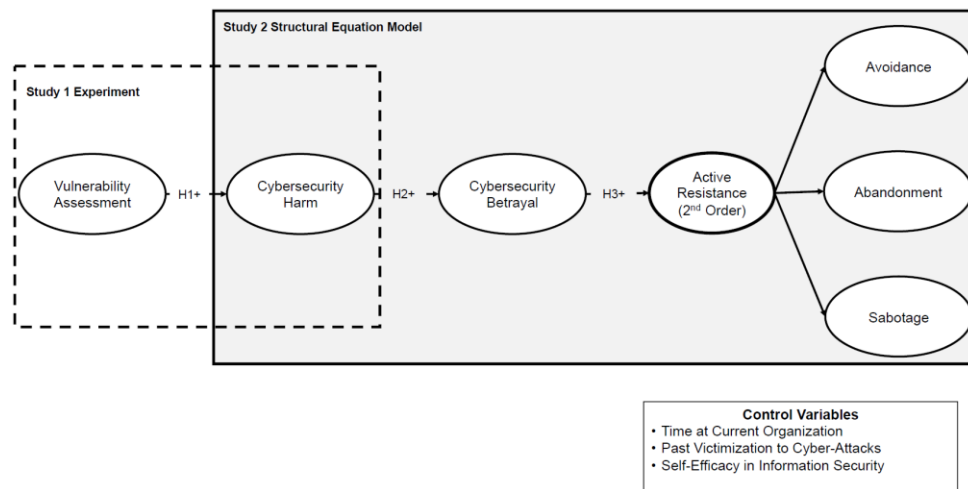 Study 2 Structural Equation Model
Study 1 Experiment
Avoidance
Vulnerability
Assessment
H1+
Cybersecurity
Harm
H2+
Cybersecurity
Betrayal
H3+
Active
Resistance
(2nd Order)
Abandonment
Sabotage
Control Variables
• Time at Current Organization
• Past Victimization to Cyber-Attacks
• Self-Efficacy in Information Security